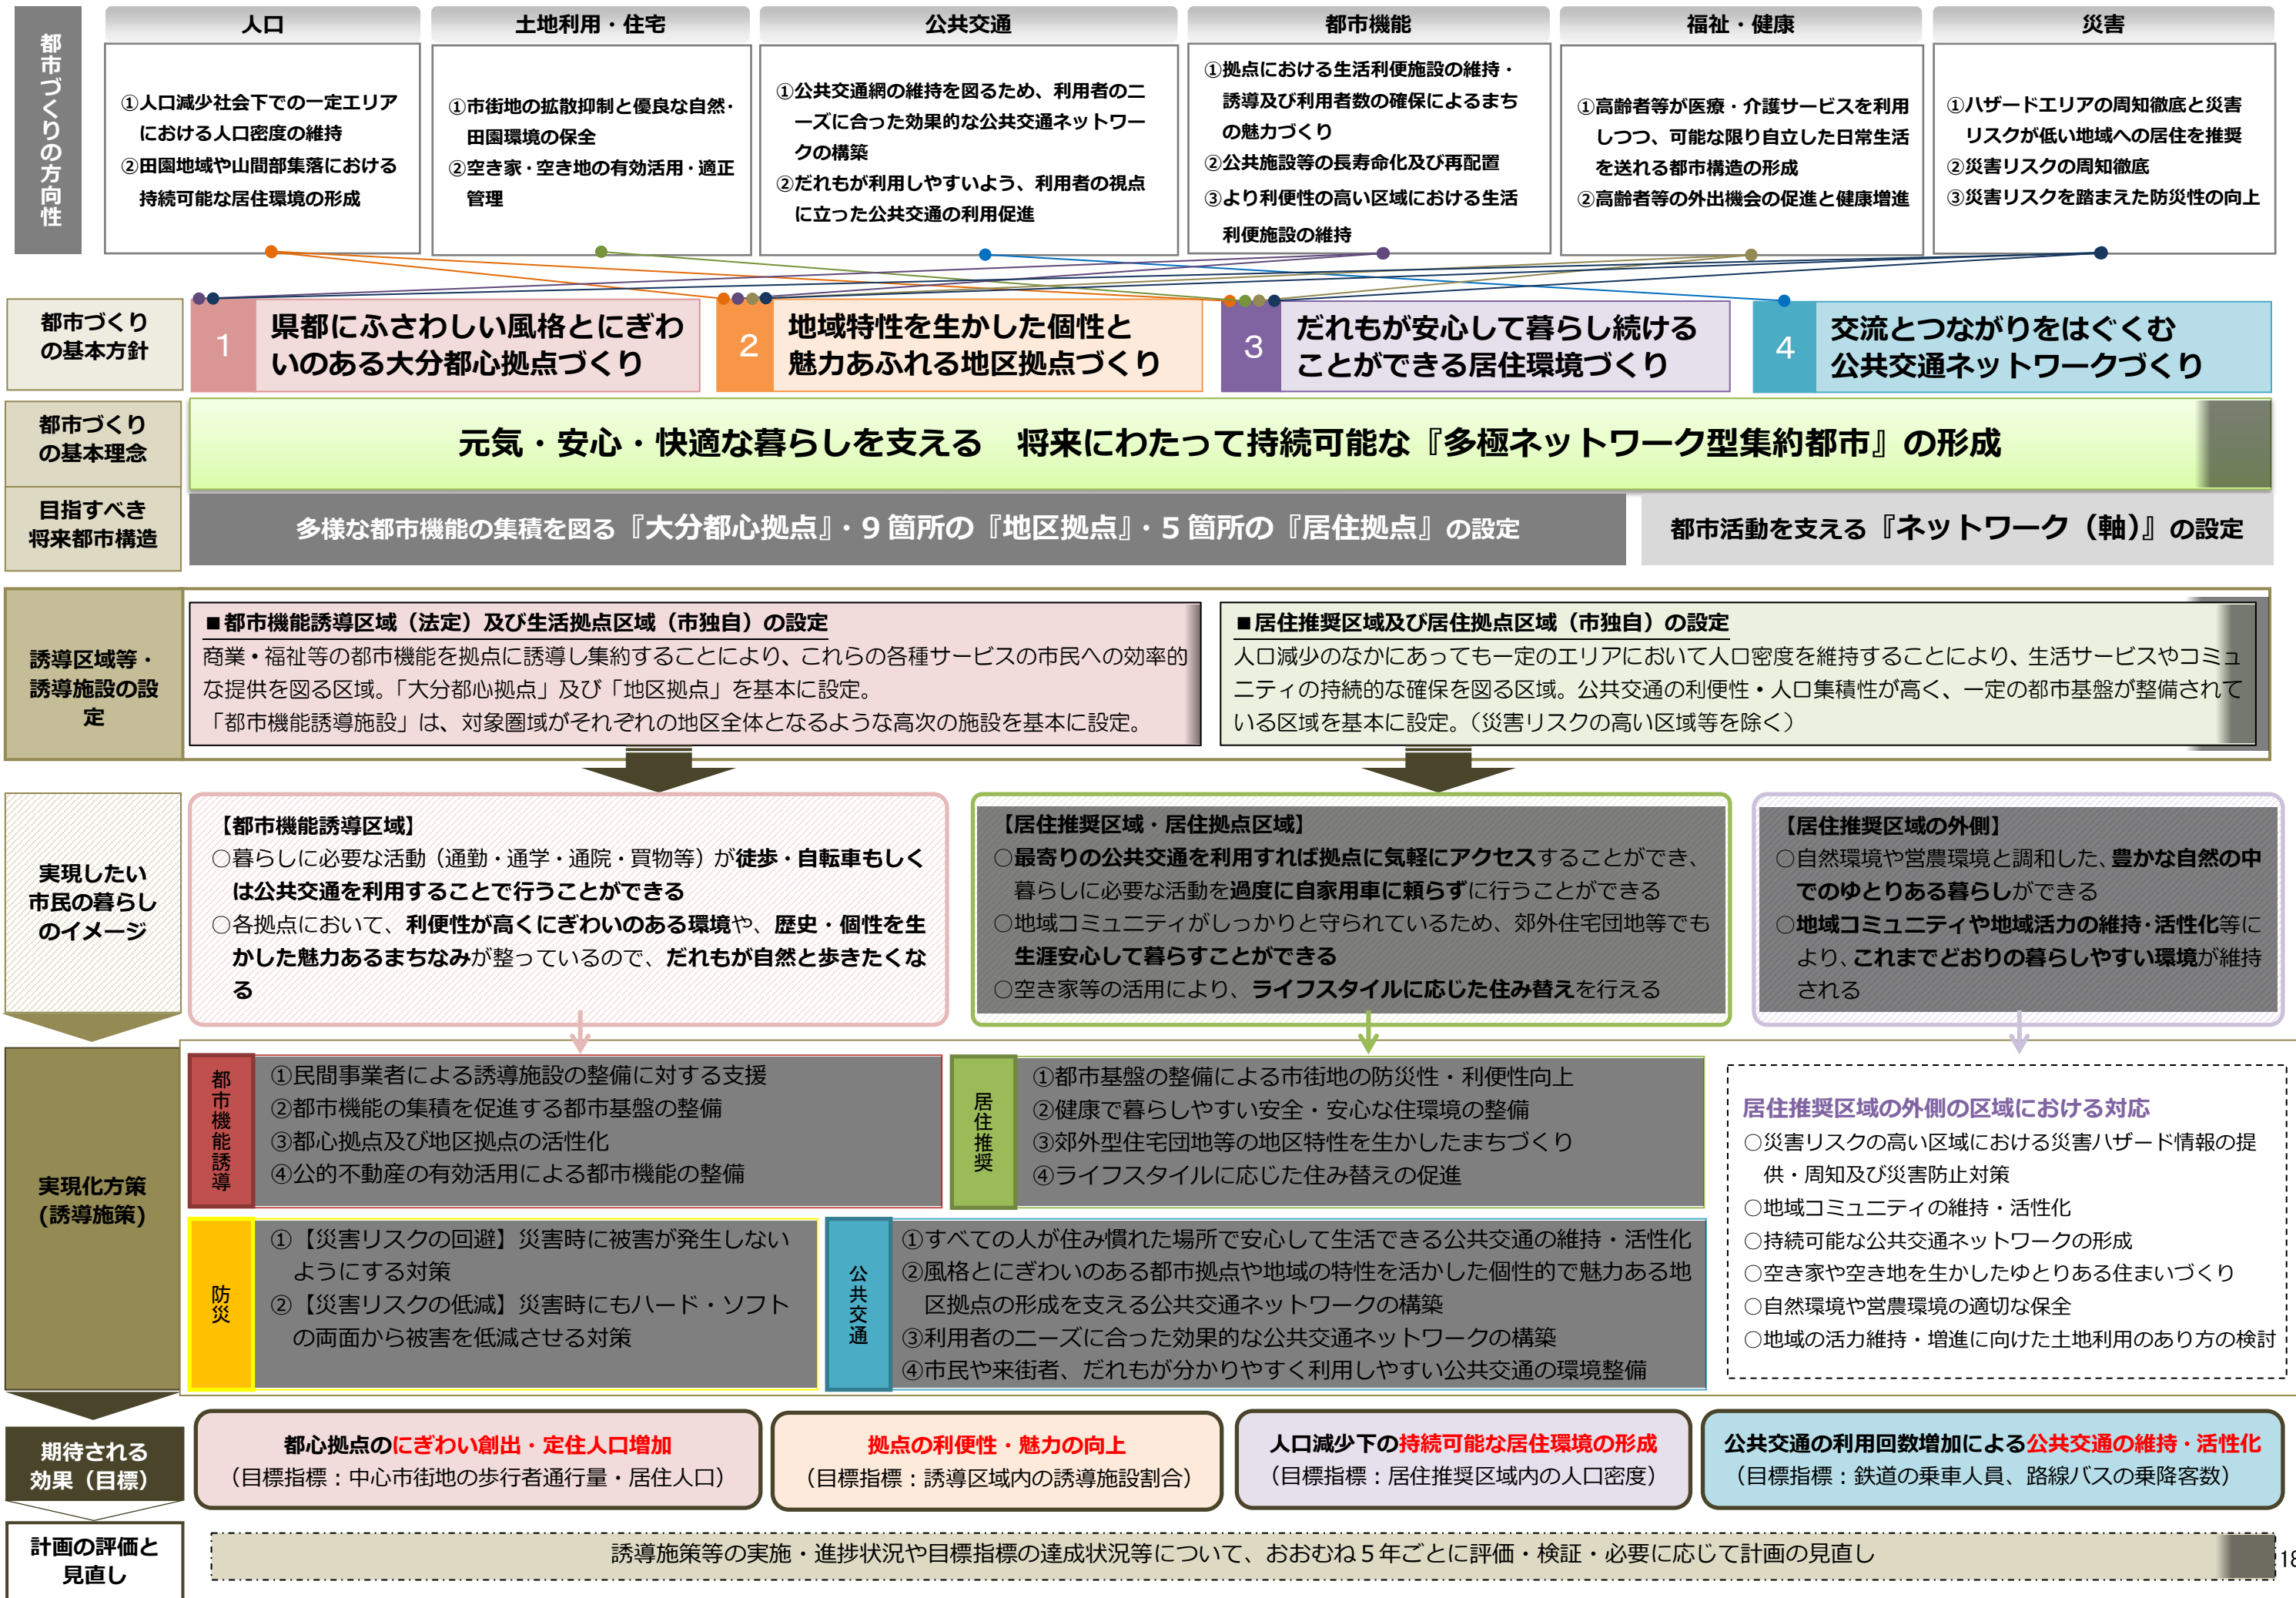 都市づくりの方向性
人口
①人口減少社会下での一定エリア
における人口密度の維持
②田園地域や山間部集落における
持続可能な居住環境の形成
土地利用・住宅
①市街地の拡散抑制と優良な自然・
田園環境の保全
②空き家・空き地の有効活用・適正
管理
公共交通
①公共交通網の維持を図るため、利用者のニ
ーズに合った効果的な公共交通ネットワー
クの構築
②だれもが利用しやすいよう、利用者の視点
に立った公共交通の利用促進
都市機能
①拠点における生活利便施設の維持・
誘導及び利用者数の確保によるまち
の魅力づくり
②公共施設等の長寿命化及び再配置
③より利便性の高い区域における生活
利便施設の維持
福祉・健康
①高齢者等が医療・介護サービスを利用
しつつ、可能な限り自立した日常生活
を送れる都市構造の形成
②高齢者等の外出機会の促進と健康増進
災害
①ハザードエリアの周知徹底と災害
リスクが低い地域への居住を推奨
②災害リスクの周知徹底
③災害リスクを踏まえた防災性の向上
都市づくり
の基本方針
1
県都にふさわしい風格とにぎわ
いのある大分都心拠点づくり
2
地域特性を生かした個性と
魅力あふれる地区拠点づくり
3
だれもが安心して暮らし続ける
ことができる居住環境づくり
4
交流とつながりをはぐくむ
公共交通ネットワークづくり
都市づくり
の基本理念
元気・安心・快適な暮らしを支える　将来にわたって持続可能な『多極ネットワーク型集約都市』の形成
目指すべき
将来都市構造
多様な都市機能の集積を図る『大分都心拠点』・９箇所の『地区拠点』・５箇所の『居住拠点』の設定
都市活動を支える『ネットワーク（軸）』の設定
誘導区域等・
誘導施設の設
定
■都市機能誘導区域（法定）及び生活拠点区域（市独自）の設定
商業・福祉等の都市機能を拠点に誘導し集約することにより、これらの各種サービスの市民への効率的
な提供を図る区域。「大分都心拠点」及び「地区拠点」を基本に設定。
「都市機能誘導施設」は、対象圏域がそれぞれの地区全体となるような高次の施設を基本に設定。
■居住推奨区域及び居住拠点区域（市独自）の設定
人口減少のなかにあっても一定のエリアにおいて人口密度を維持することにより、生活サービスやコミュ
ニティの持続的な確保を図る区域。公共交通の利便性・人口集積性が高く、一定の都市基盤が整備されて
いる区域を基本に設定。（災害リスクの高い区域等を除く）
実現したい
市民の暮らし
のイメージ
【都市機能誘導区域】
○暮らしに必要な活動（通勤・通学・通院・買物等）が徒歩・自転車もしく
は公共交通を利用することで行うことができる
○各拠点において、利便性が高くにぎわいのある環境や、歴史・個性を生
かした魅力あるまちなみが整っているので、だれもが自然と歩きたくな
る
【居住推奨区域・居住拠点区域】
○最寄りの公共交通を利用すれば拠点に気軽にアクセスすることができ、
暮らしに必要な活動を過度に自家用車に頼らずに行うことができる
○地域コミュニティがしっかりと守られているため、郊外住宅団地等でも
生涯安心して暮らすことができる
○空き家等の活用により、ライフスタイルに応じた住み替えを行える
【居住推奨区域の外側】
○自然環境や営農環境と調和した、豊かな自然の中
でのゆとりある暮らしができる
○地域コミュニティや地域活力の維持・活性化等に
より、これまでどおりの暮らしやすい環境が維持
される
実現化方策
(誘導施策)
都市機能誘導
①民間事業者による誘導施設の整備に対する支援
②都市機能の集積を促進する都市基盤の整備
③都心拠点及び地区拠点の活性化
④公的不動産の有効活用による都市機能の整備
居住推奨
①都市基盤の整備による市街地の防災性・利便性向上
②健康で暮らしやすい安全・安心な住環境の整備
③郊外型住宅団地等の地区特性を生かしたまちづくり
④ライフスタイルに応じた住み替えの促進
防災
①【災害リスクの回避】災害時に被害が発生しない
ようにする対策
②【災害リスクの低減】災害時にもハード・ソフト
の両面から被害を低減させる対策
公共交通
①すべての人が住み慣れた場所で安心して生活できる公共交通の維持・活性化
②風格とにぎわいのある都市拠点や地域の特性を活かした個性的で魅力ある地
区拠点の形成を支える公共交通ネットワークの構築
③利用者のニーズに合った効果的な公共交通ネットワークの構築
④市民や来街者、だれもが分かりやすく利用しやすい公共交通の環境整備
居住推奨区域の外側の区域における対応
○災害リスクの高い区域における災害ハザード情報の提
供・周知及び災害防止対策
○地域コミュニティの維持・活性化
○持続可能な公共交通ネットワークの形成
○空き家や空き地を生かしたゆとりある住まいづくり
○自然環境や営農環境の適切な保全
○地域の活力維持・増進に向けた土地利用のあり方の検討
期待される
効果（目標）
都心拠点のにぎわい創出・定住人口増加
（目標指標：中心市街地の歩行者通行量・居住人口）
拠点の利便性・魅力の向上
（目標指標：誘導区域内の誘導施設割合）
人口減少下の持続可能な居住環境の形成
（目標指標：居住推奨区域内の人口密度）
公共交通の利用回数増加による公共交通の維持・活性化
（目標指標：鉄道の乗車人員、路線バスの乗降客数）
計画の評価と
見直し
誘導施策等の実施・進捗状況や目標指標の達成状況等について、おおむね５年ごとに評価・検証・必要に応じて計画の見直し
18